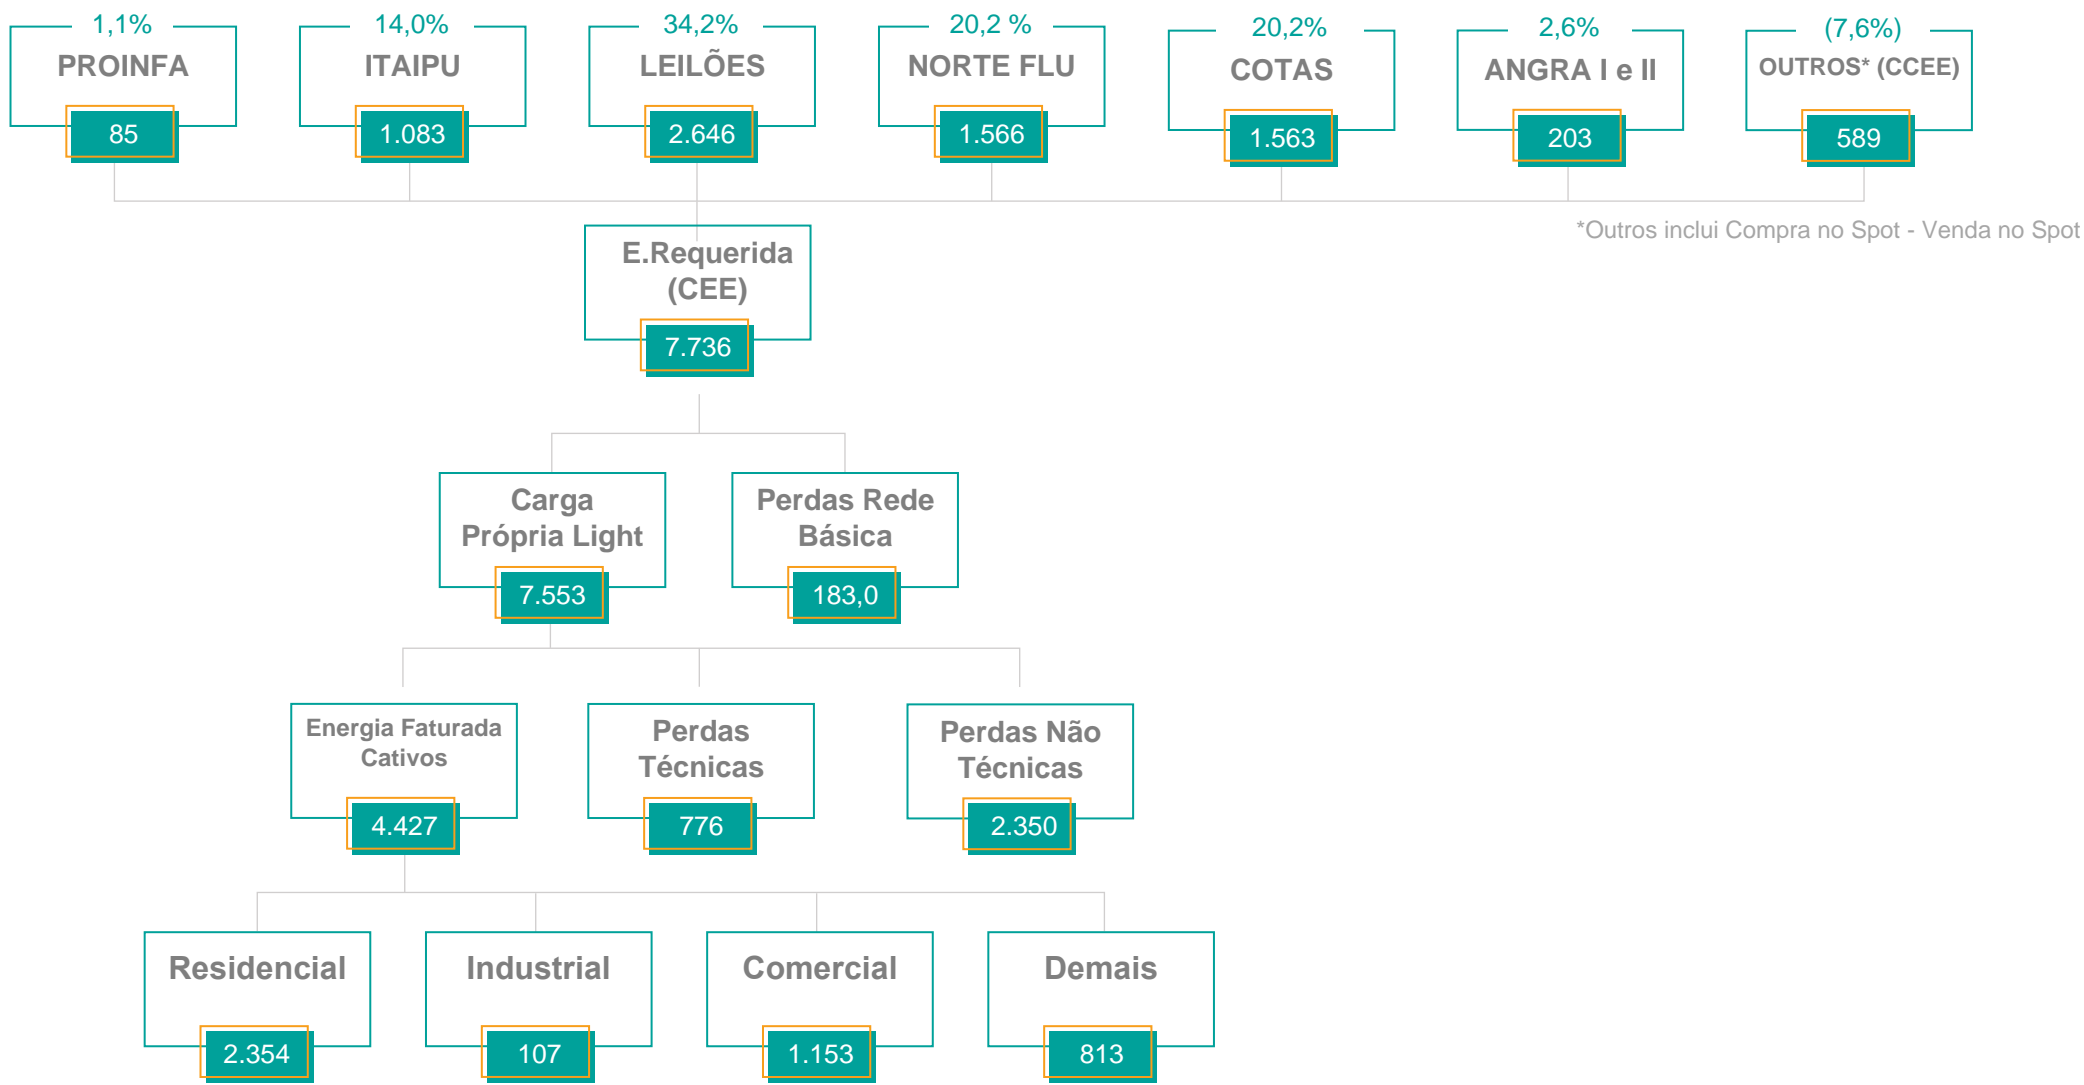 1,1%
PROINFA
85
14,0%
ITAIPU
1.083
34,2%
LEILÕES
2.646
20,2 %
NORTE FLU
1.566
20,2%
COTAS
1.563
2,6%
ANGRA I e II
203
(7,6%)
OUTROS* (CCEE)
589
*Outros inclui Compra no Spot - Venda no Spot
E.Requerida
(CEE)
7.736
Carga
Própria Light
7.553
Perdas Rede
Básica
183,0
Energia Faturada
Cativos
4.427
Perdas
Técnicas
776
Perdas Não
Técnicas
2.350
Residencial
2.354
Industrial
107
Comercial
1.153
Demais
813